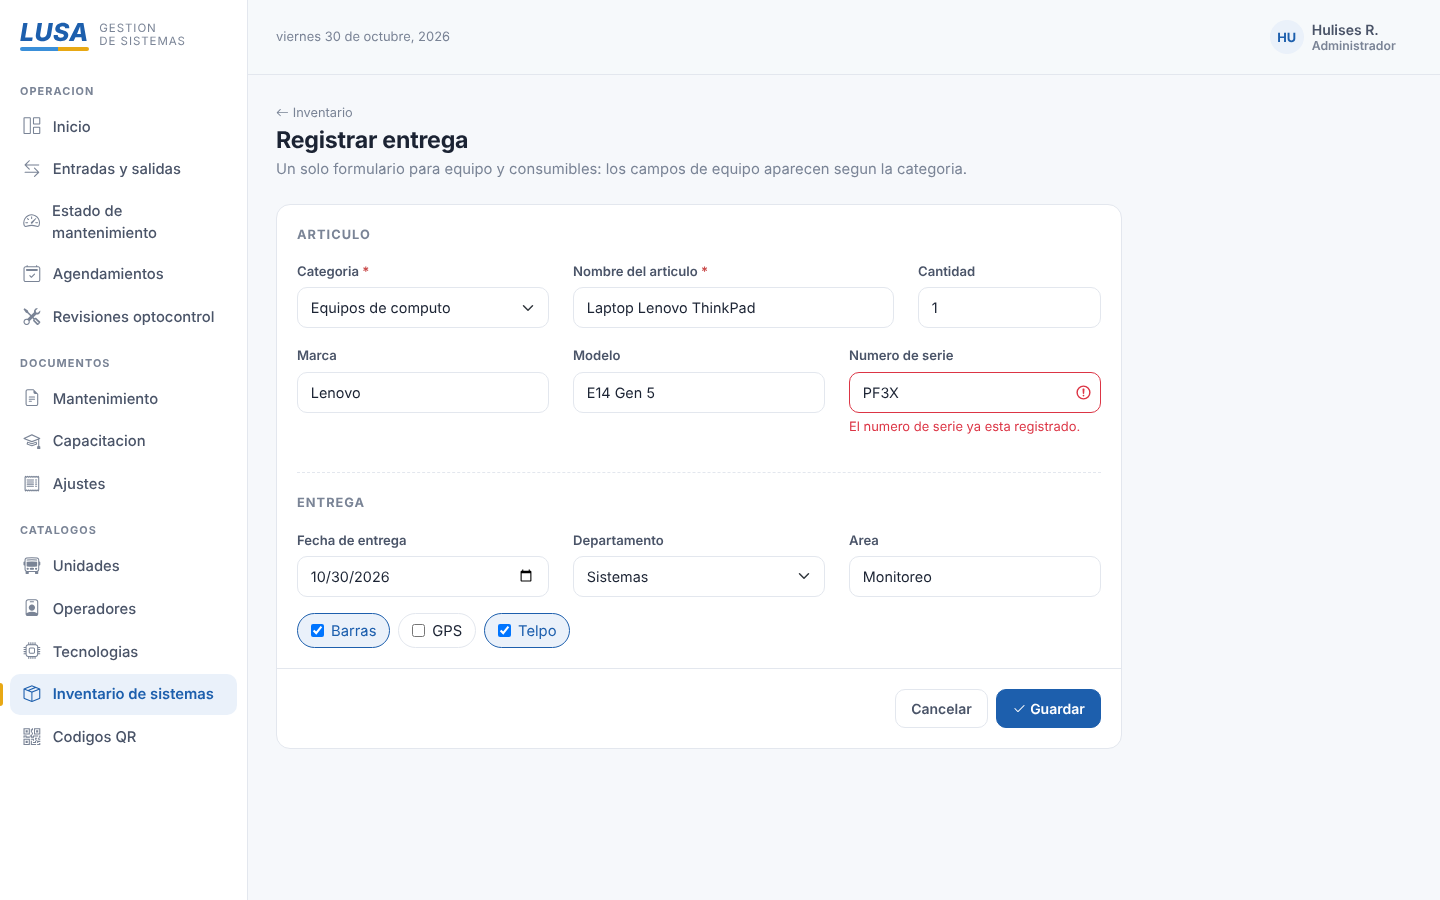 LUSA
GESTION
DE SISTEMAS
OPERACION
Inicio
Entradas y salidas
Estado de
mantenimiento
Agendamientos
Revisiones optocontrol
DOCUMENTOS
Mantenimiento
Capacitacion
Ajustes
CATALOGOS
Unidades
Operadores
Tecnologias
Inventario de sistemas
Codigos QR
viernes 30 de octubre, 2026
HU
Hulises R.
Administrador
← Inventario
Registrar entrega
Un solo formulario para equipo y consumibles: los campos de equipo aparecen segun la categoria.
ARTICULO
Categoria * Nombre del articulo * Cantidad
Equipos de computo Laptop Lenovo ThinkPad 1
Marca Modelo Numero de serie
Lenovo E14 Gen 5 PF3X
El numero de serie ya esta registrado.
ENTREGA
Fecha de entrega Departamento Area
10/30/2026 Sistemas Monitoreo
Barras GPS Telpo
Cancelar Guardar